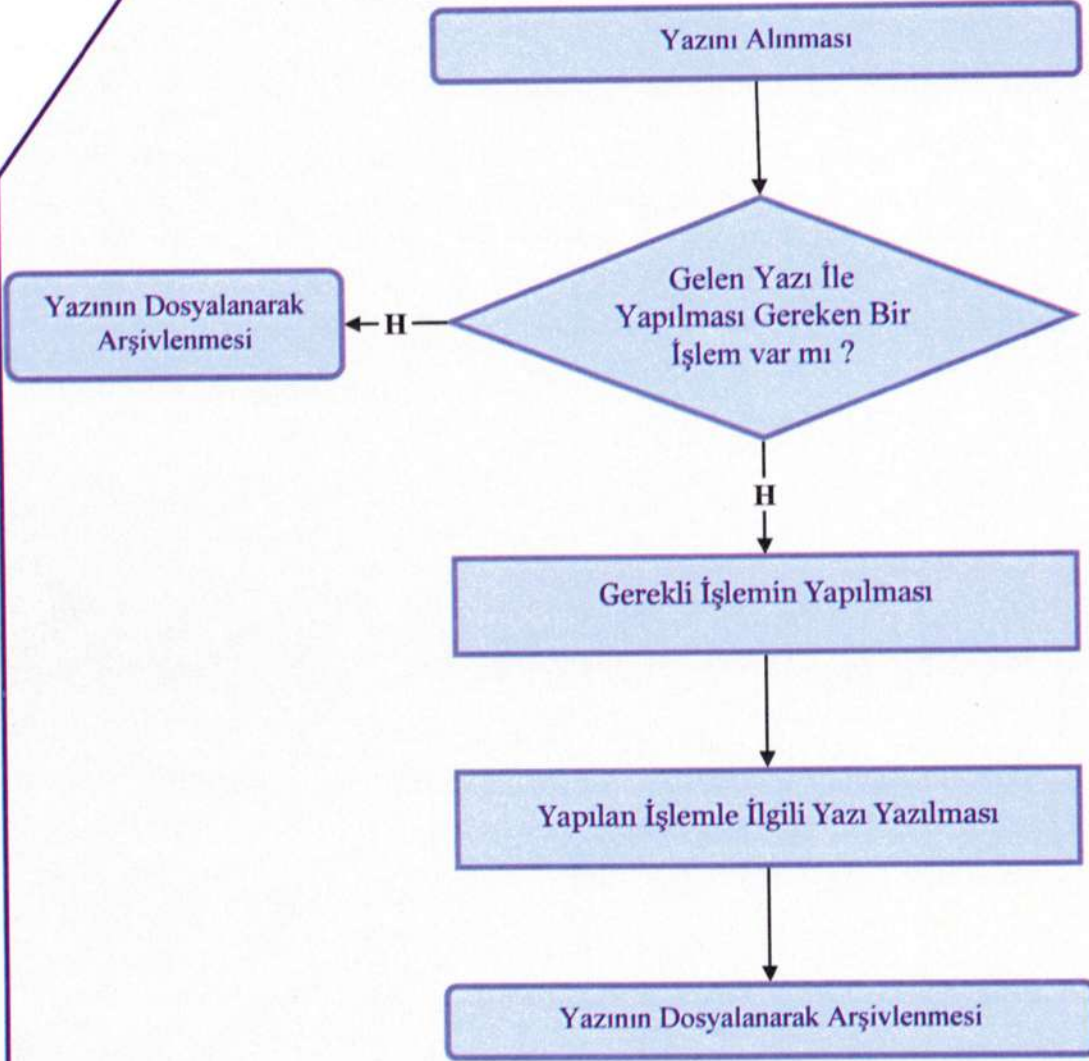 Yazını Alınması
Gelen Yazı İle
Yapılması Gereken Bir
İşlem var mı ?
H
Yazının Dosyalanarak
Arşivlenmesi
H
Gerekli İşlemin Yapılması
Yapılan İşlemle İlgili Yazı Yazılması
Yazının Dosyalanarak Arşivlenmesi